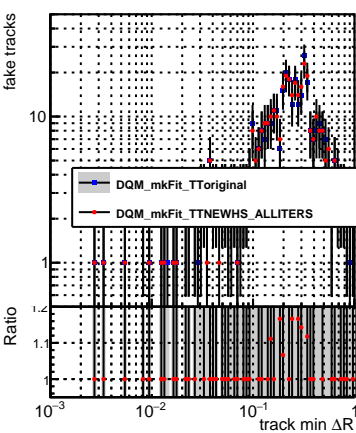 fake tracks
10
DQM_mkFit_TToriginal
DQM_mkFit_TTNEWHS_ALLITERS
1
Ratio
1.2
1.1
1
10⁻³ 10⁻² 10⁻¹ 1
track min ΔR